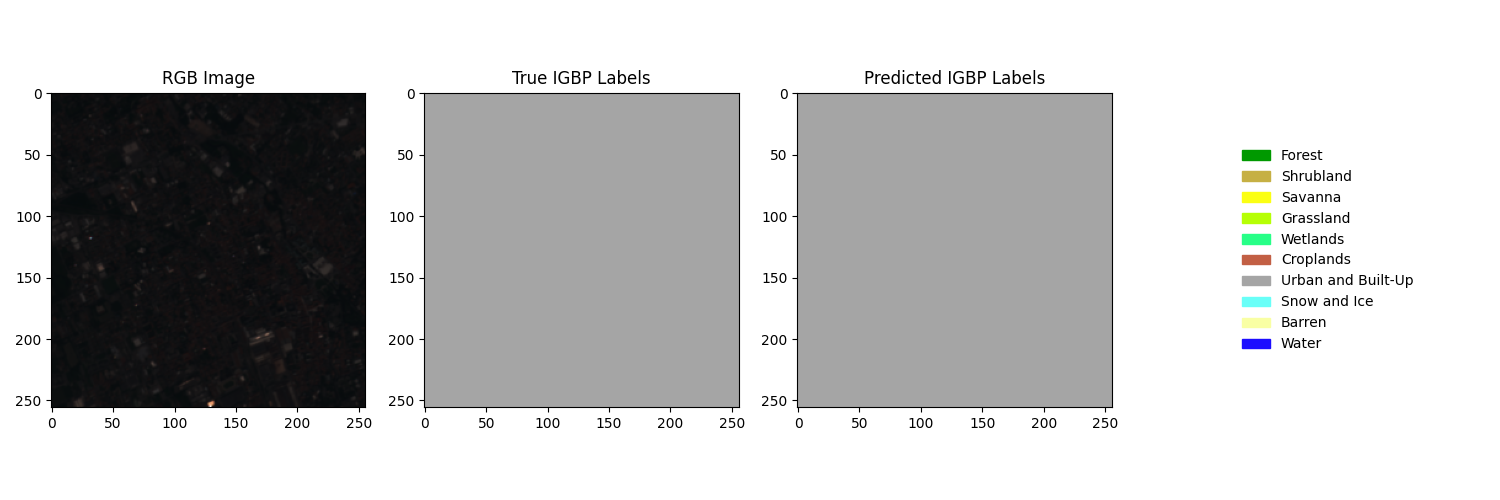 RGB Image
True IGBP Labels
Predicted IGBP Labels
0
50
100
150
200
250
0 50 100 150 200 250
0
50
100
150
200
250
0 50 100 150 200 250
0
50
100
150
200
250
0 50 100 150 200 250
Forest
Shrubland
Savanna
Grassland
Wetlands
Croplands
Urban and Built-Up
Snow and Ice
Barren
Water